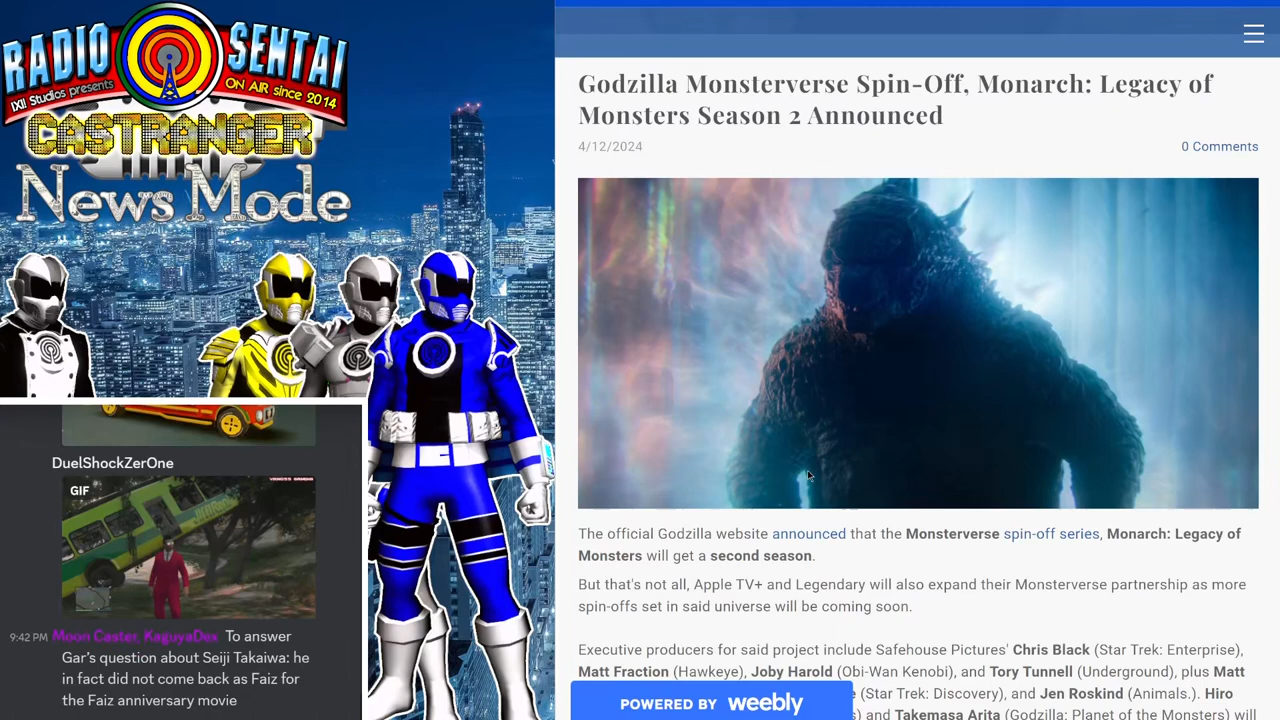 RADIO SENTAI
IXII Studios presents
ON AIR since 2014
CASTRANGER
News Mode
DuelShockZerOne
GIF
9:42 PM Moon Caster, KaguyaDex To answer
Gar's question about Seiji Takaiwa: he
in fact did not come back as Faiz for
the Faiz anniversary movie
Godzilla Monsterverse Spin-Off, Monarch: Legacy of
Monsters Season 2 Announced
4/12/2024
0 Comments
The official Godzilla website announced that the Monsterverse spin-off series, Monarch: Legacy of
Monsters will get a second season.
But that's not all, Apple TV+ and Legendary will also expand their Monsterverse partnership as more
spin-offs set in said universe will be coming soon.
Executive producers for said project include Safehouse Pictures' Chris Black (Star Trek: Enterprise),
Matt Fraction (Hawkeye), Joby Harold (Obi-Wan Kenobi), and Tory Tunnell (Underground), plus Matt
(Star Trek: Discovery), and Jen Roskind (Animals.). Hiro
and Takemasa Arita (Godzilla: Planet of the Monsters) will
POWERED BY weebly